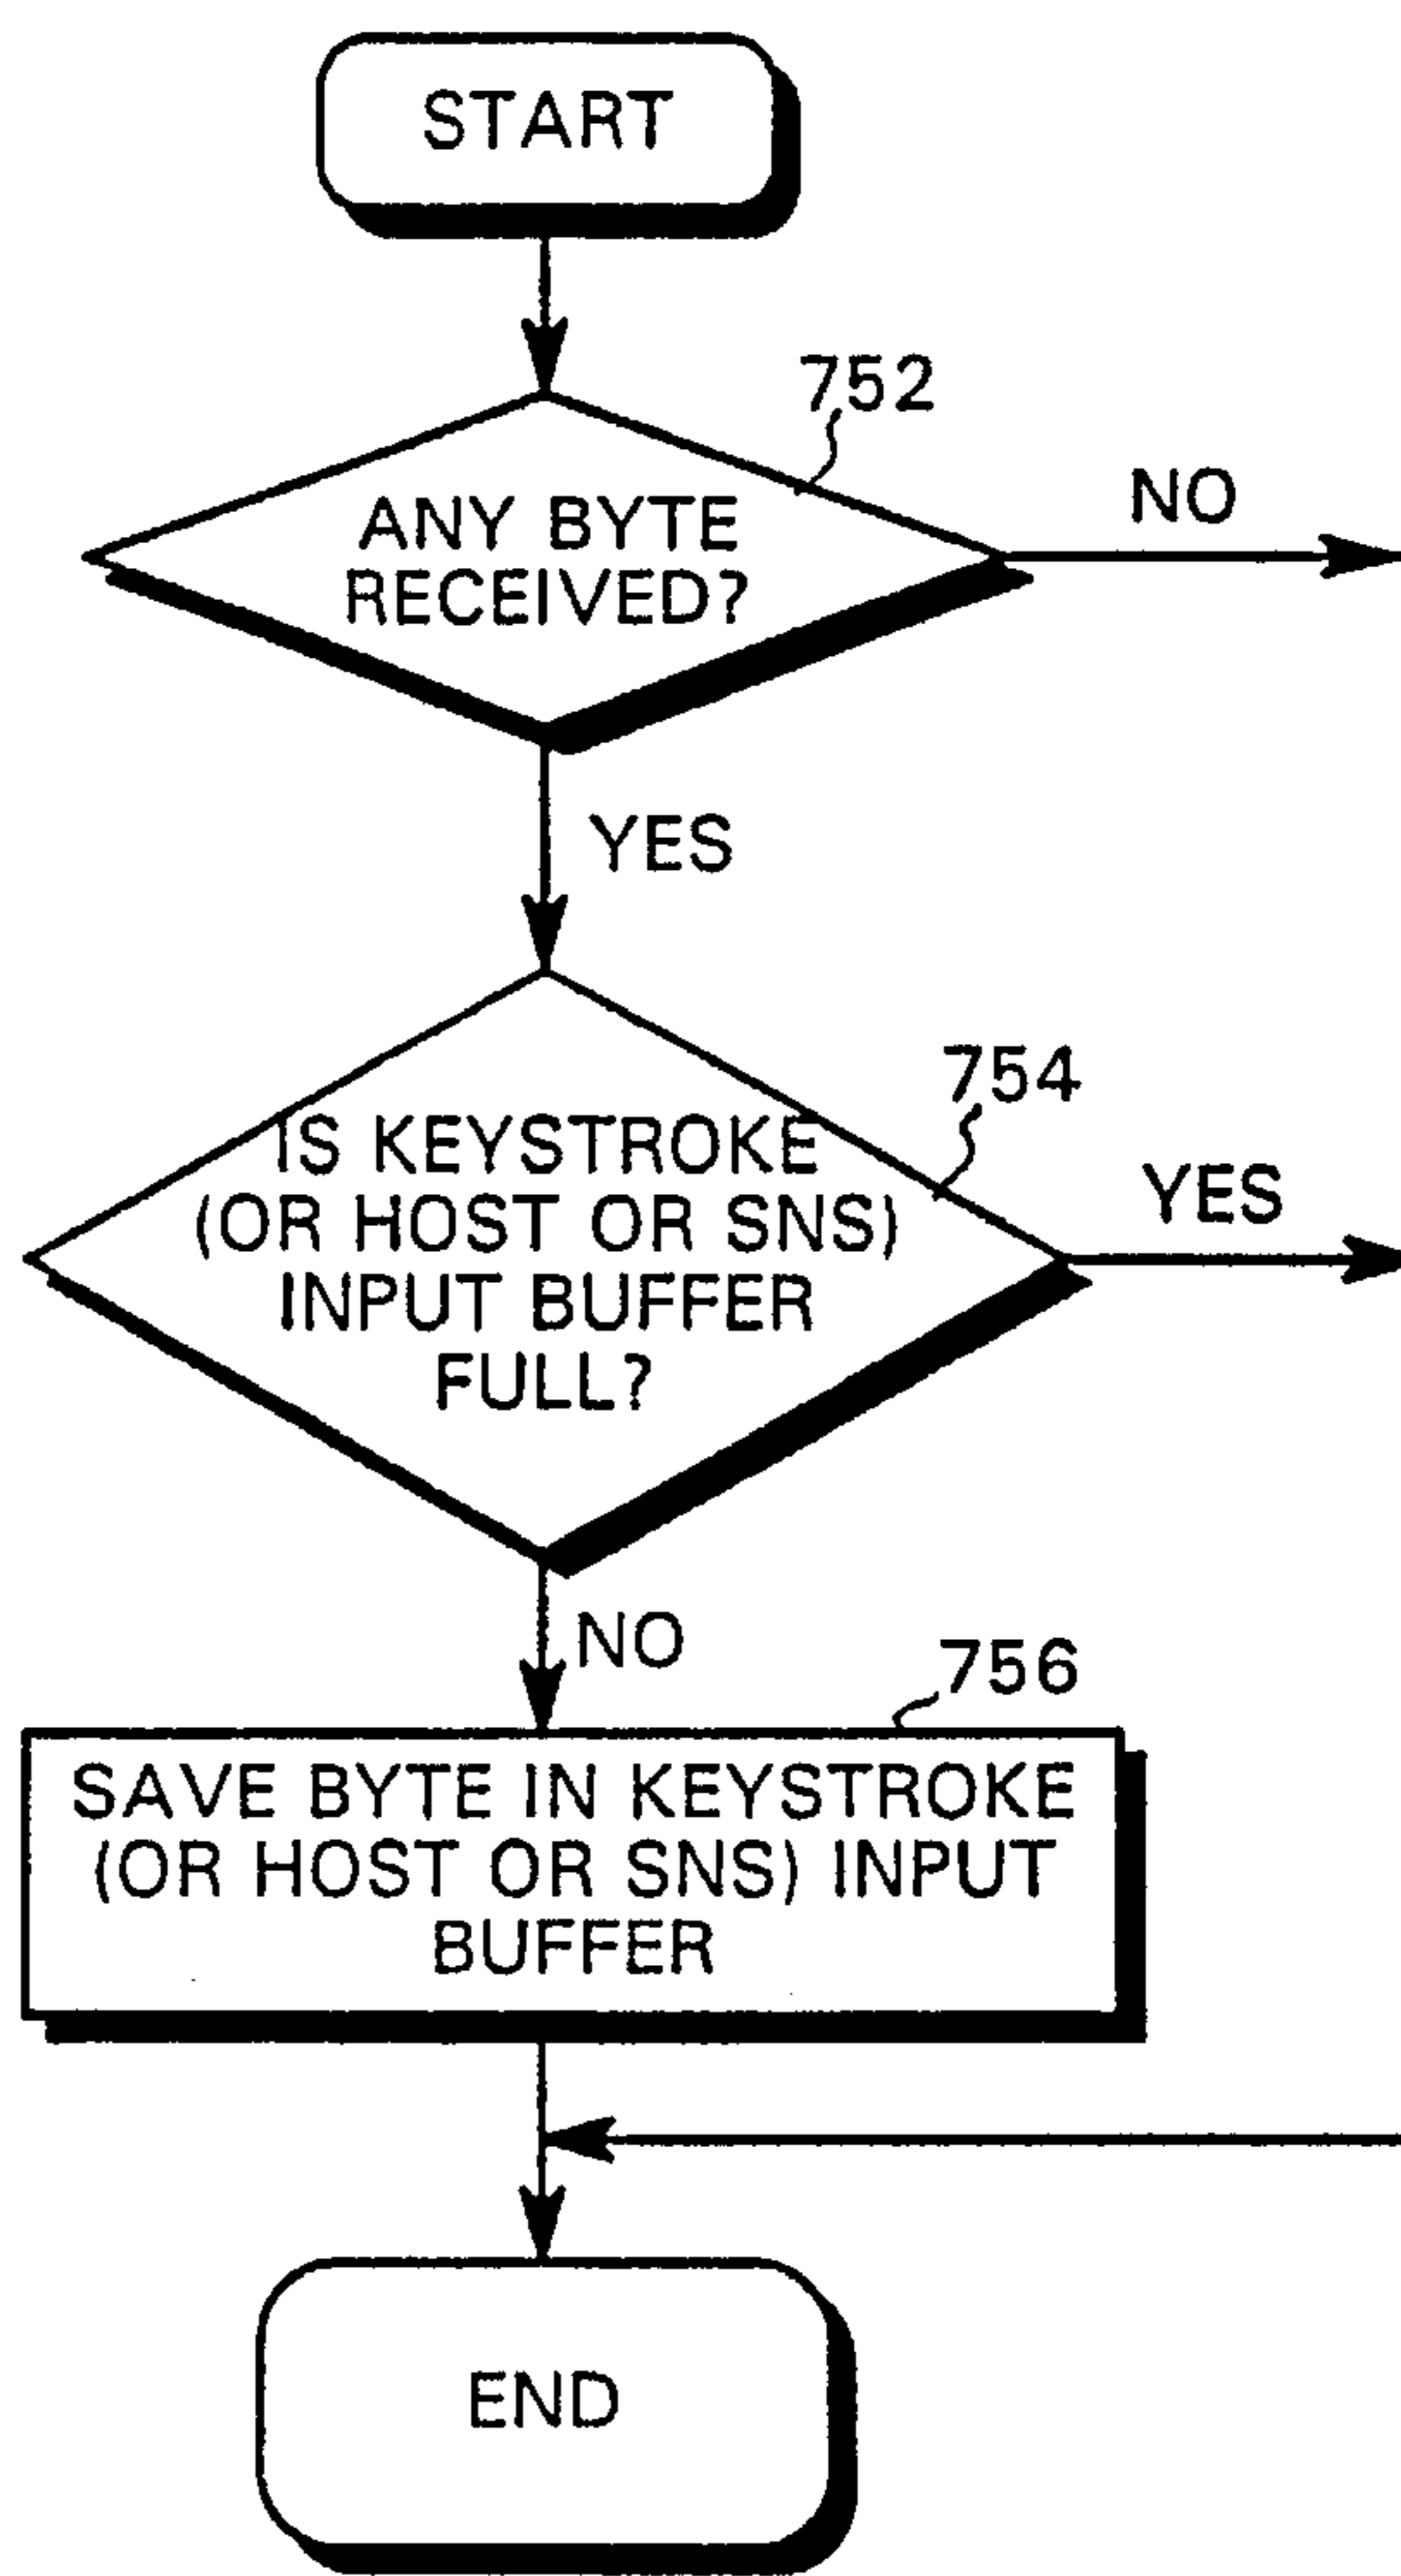 START
752
ANY BYTE
RECEIVED?
NO
YES
754
IS KEYSTROKE
(OR HOST OR SNS)
INPUT BUFFER
FULL?
YES
NO
756
SAVE BYTE IN KEYSTROKE
(OR HOST OR SNS) INPUT
BUFFER
END